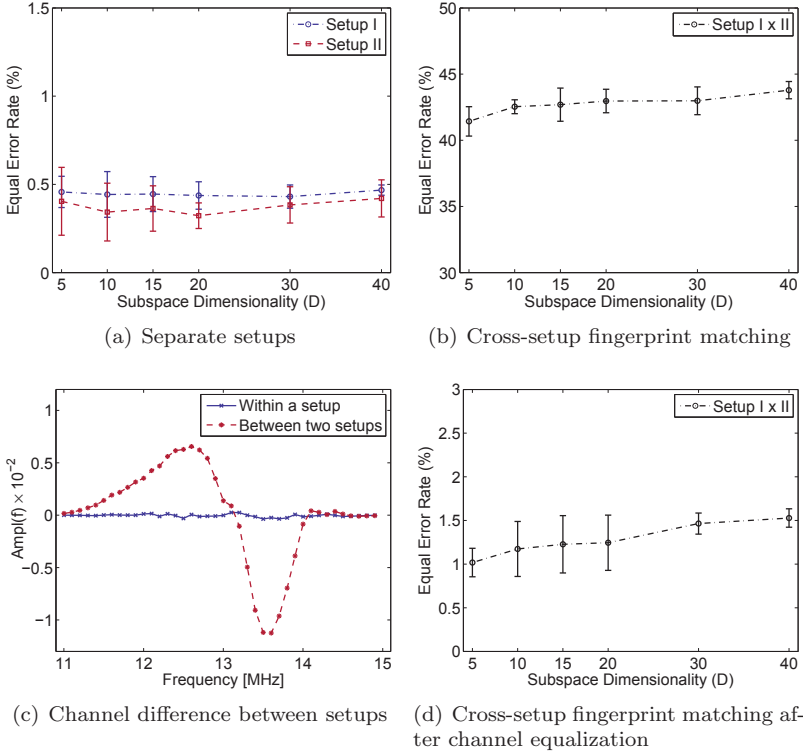 1.5
1
0.5
0
Equal Error Rate (%)
Setup I
Setup II
5 10 15 20 30 40
Subspace Dimensionality (D)
(a) Separate setups
50
45
40
35
30
Equal Error Rate (%)
Setup I x II
5 10 15 20 30 40
Subspace Dimensionality (D)
(b) Cross-setup fingerprint matching
1
0.5
0
−0.5
−1
Ampl(f) × 10⁻²
Within a setup
Between two setups
11 12 13 14 15
Frequency [MHz]
(c) Channel difference between setups
3
2.5
2
1.5
1
0.5
0
Equal Error Rate (%)
Setup I x II
5 10 15 20 30 40
Subspace Dimensionality (D)
(d) Cross-setup fingerprint matching af-
ter channel equalization